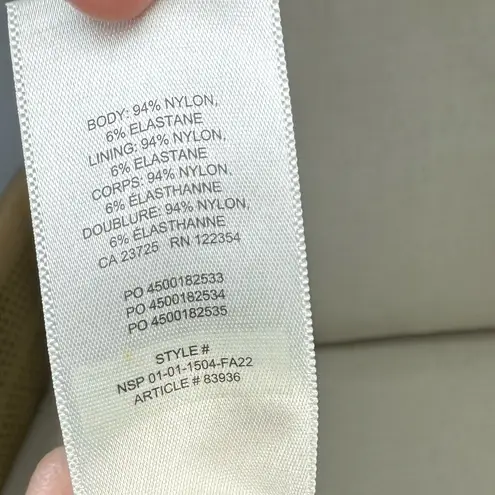 BODY: 94% NYLON,
6% ELASTANE
LINING: 94% NYLON,
6% ELASTANE
CORPS: 94% NYLON,
6% ÉLASTHANNE
DOUBLURE: 94% NYLON,
6% ÉLASTHANNE
CA 23725 RN 122354
PO 4500182533
PO 4500182534
PO 4500182535
STYLE #
NSP 01-01-1504-FA22
ARTICLE # 83936